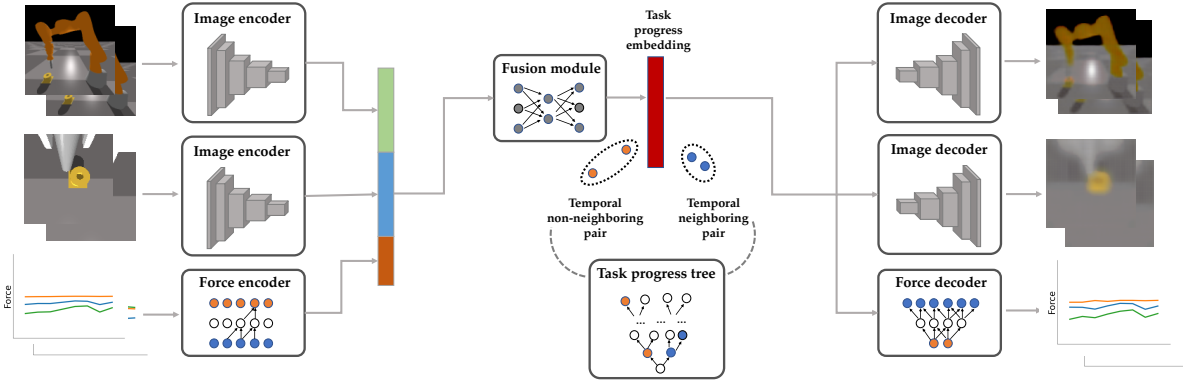 Image encoder
Image encoder
Force
Force encoder
Fusion module
Task
progress
embedding
Temporal
non-neighboring
pair
Temporal
neighboring
pair
Task progress tree
...
...
Image decoder
Image decoder
Force decoder
Force